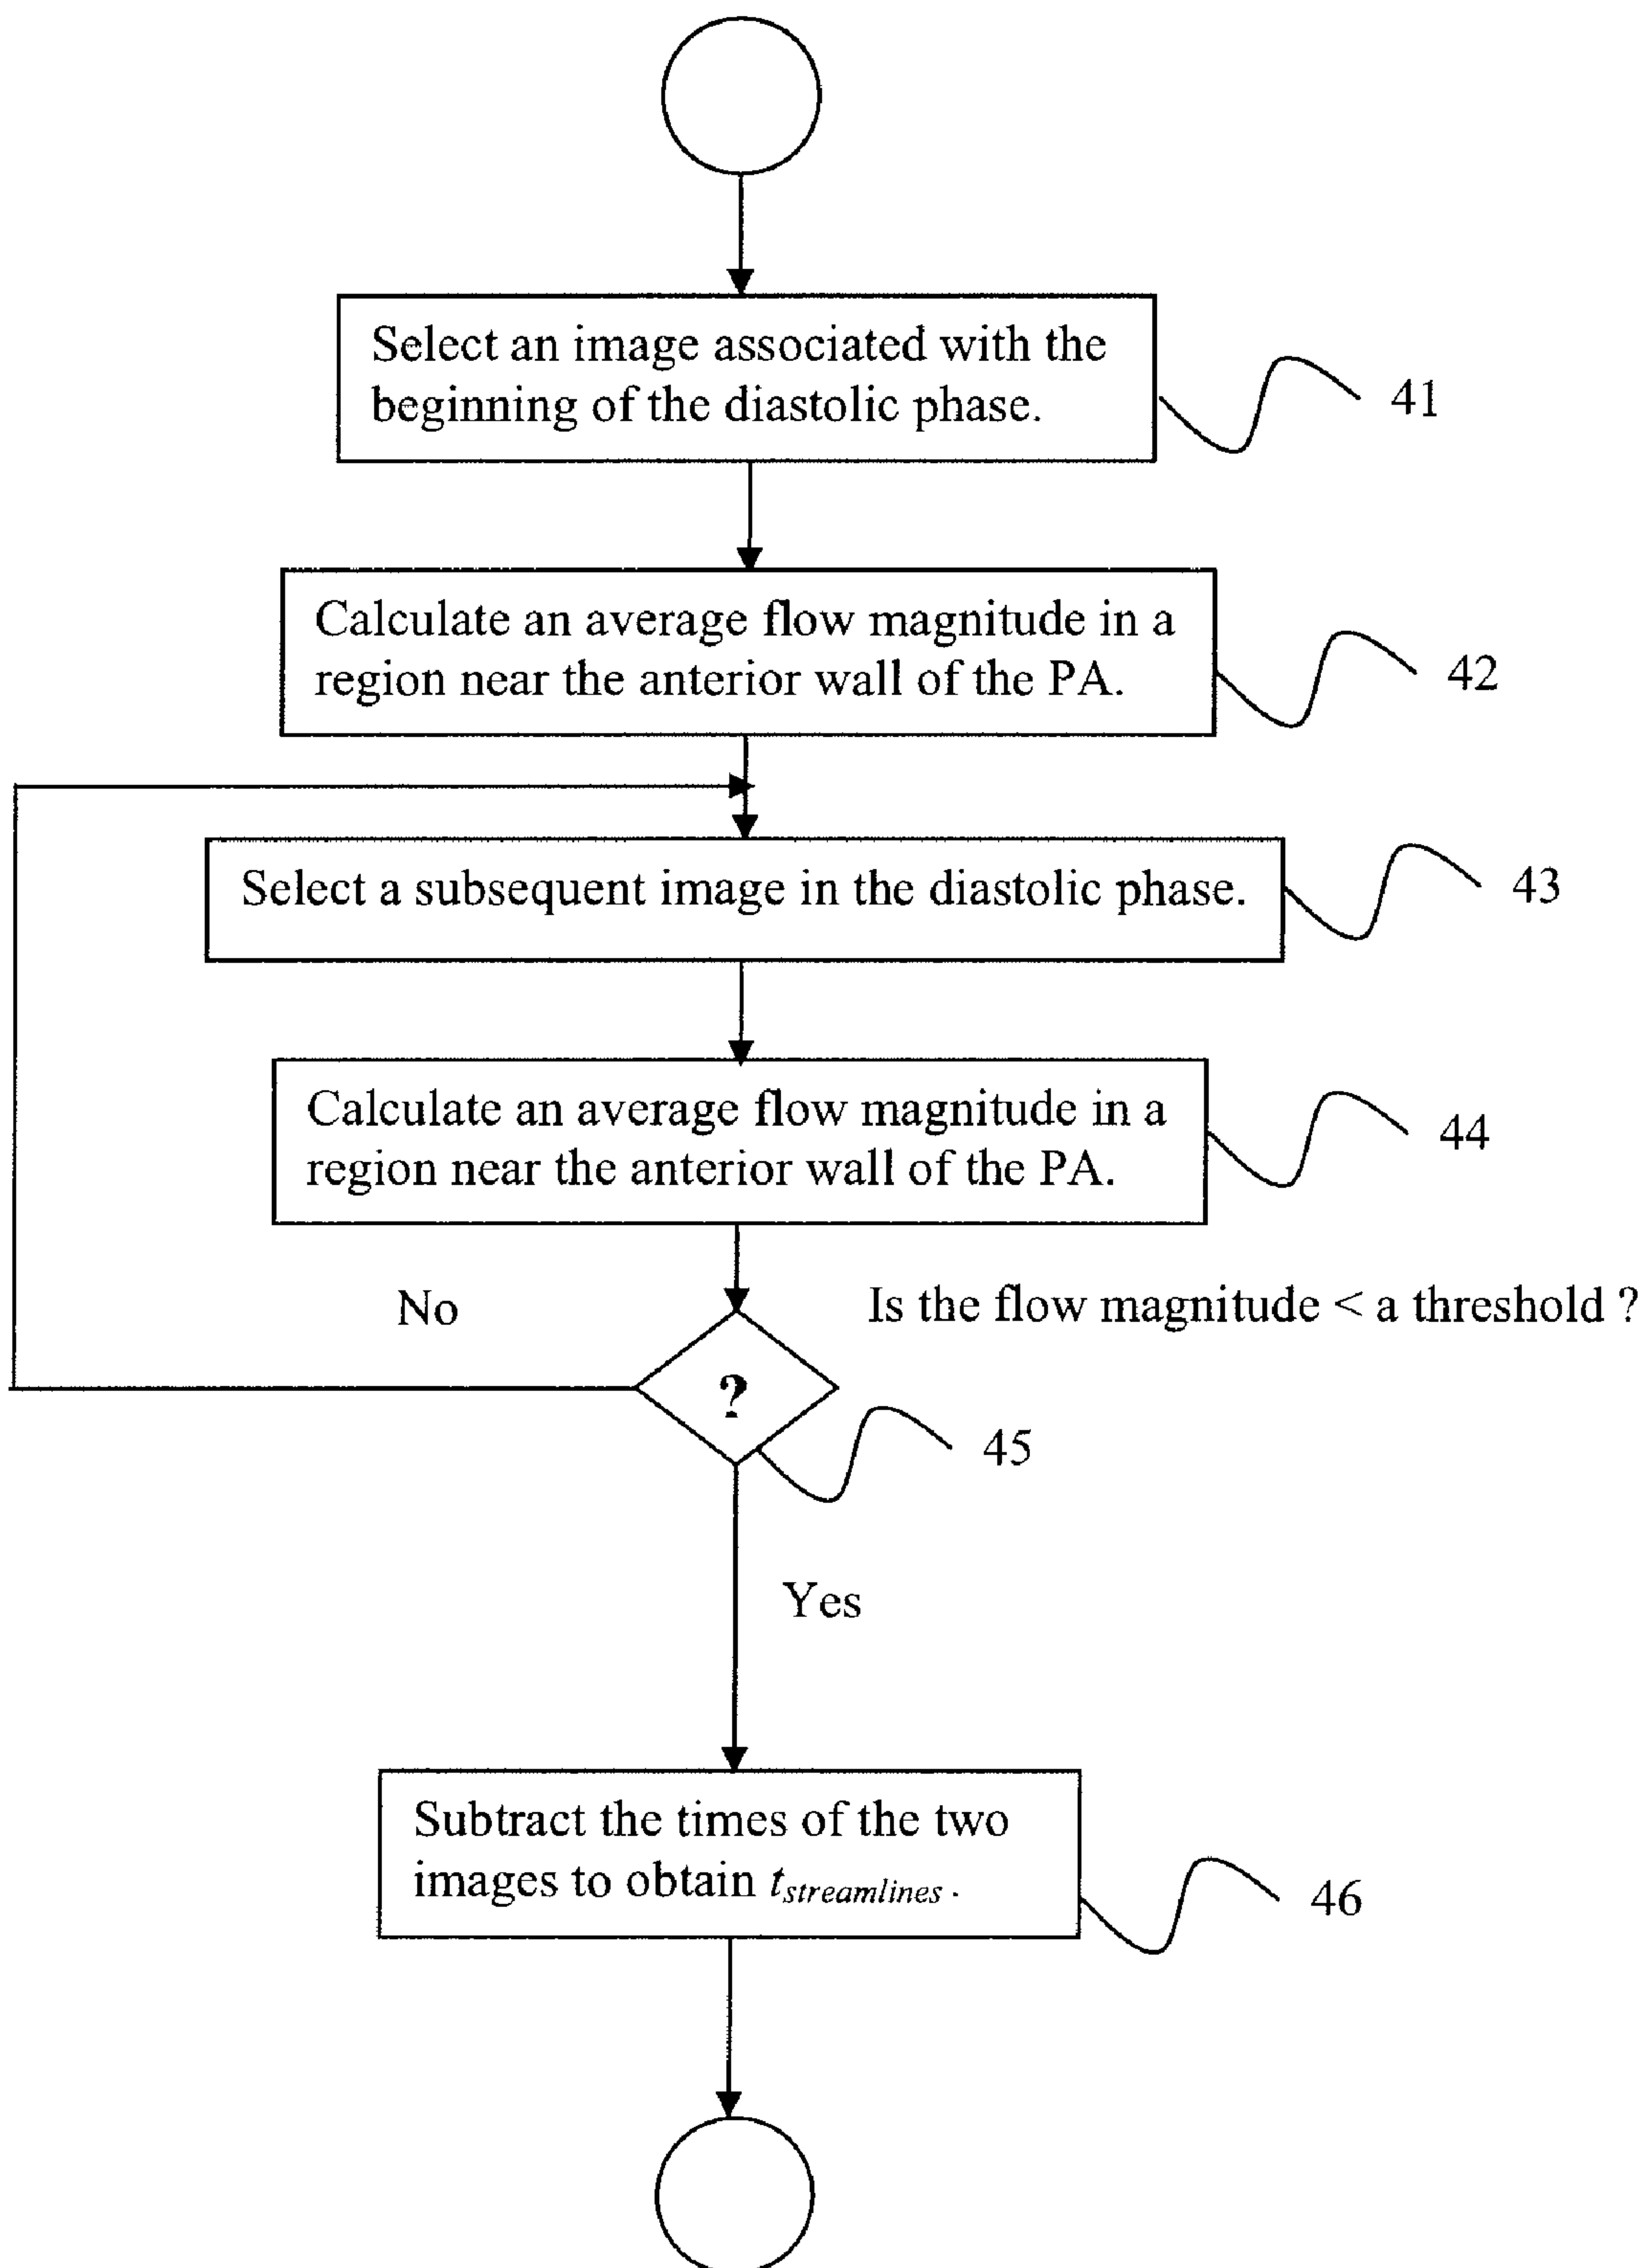 Select an image associated with the
beginning of the diastolic phase.
41
Calculate an average flow magnitude in a
region near the anterior wall of the PA.
42
Select a subsequent image in the diastolic phase.
43
Calculate an average flow magnitude in a
region near the anterior wall of the PA.
44
No
Is the flow magnitude < a threshold ?
?
45
Yes
Subtract the times of the two
images to obtain t_streamlines.
46